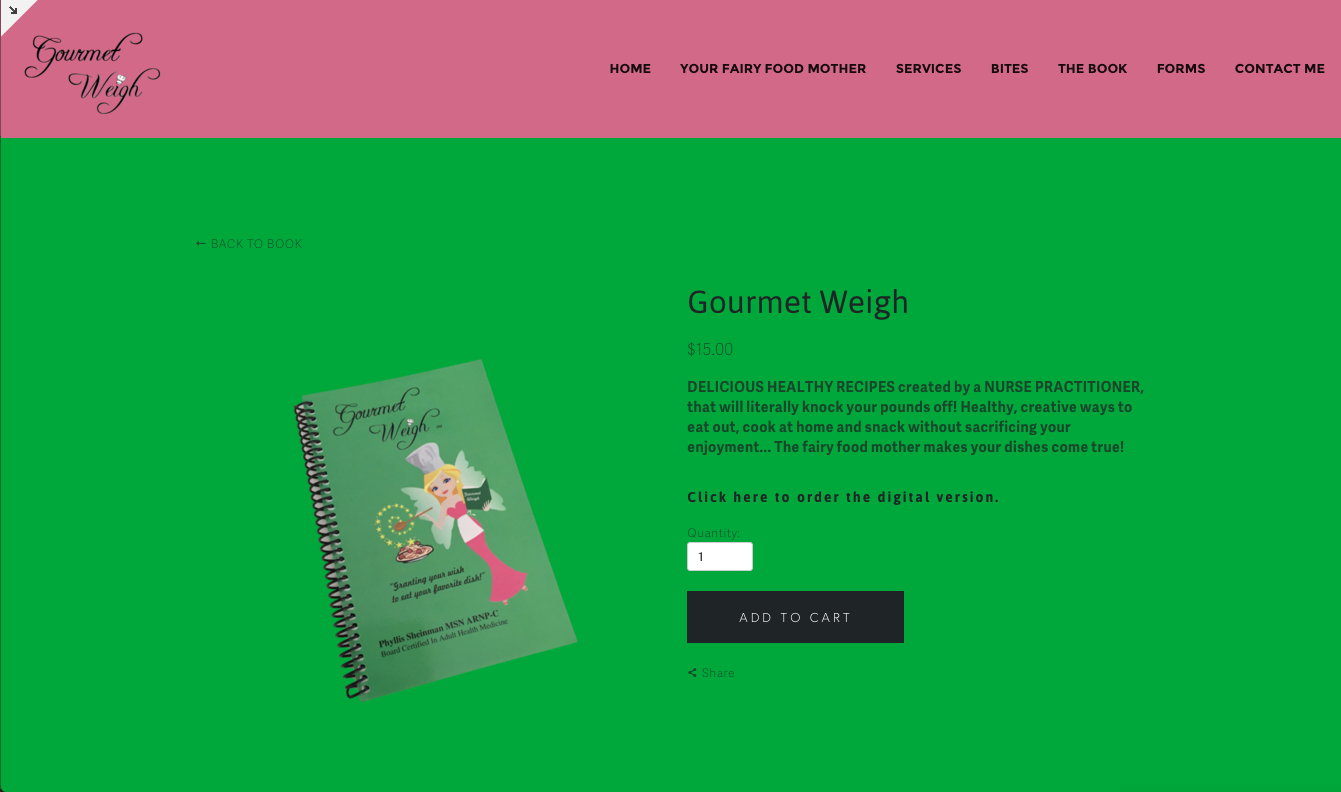 Gourmet
Weigh
HOME YOUR FAIRY FOOD MOTHER SERVICES BITES THE BOOK FORMS CONTACT ME
← BACK TO BOOK
Gourmet Weigh
$15.00
DELICIOUS HEALTHY RECIPES created by a NURSE PRACTITIONER,
that will literally knock your pounds off! Healthy, creative ways to
eat out, cook at home and snack without sacrificing your
enjoyment... The fairy food mother makes your dishes come true!
Click here to order the digital version.
Quantity:
1
ADD TO CART
Share
Gourmet
Weigh
Gourmet
Weigh
"Granting your wish
to eat your favorite dish!"
Phyllis Sheinman MSN ARNP-C
Board Certified In Adult Health Medicine